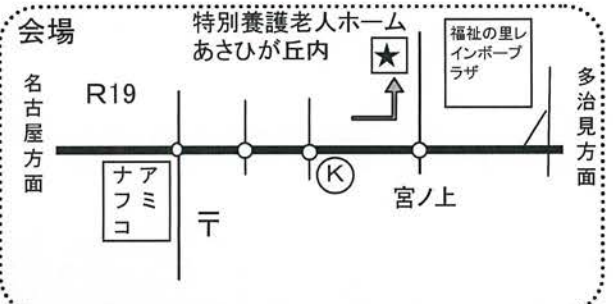 会場
特別養護老人ホーム
あさひが丘内
★
福祉の里レ
インボープ
ラザ
名古屋方面
R19
多治見方面
アミ
ナフコ
〒
K
宮ノ上